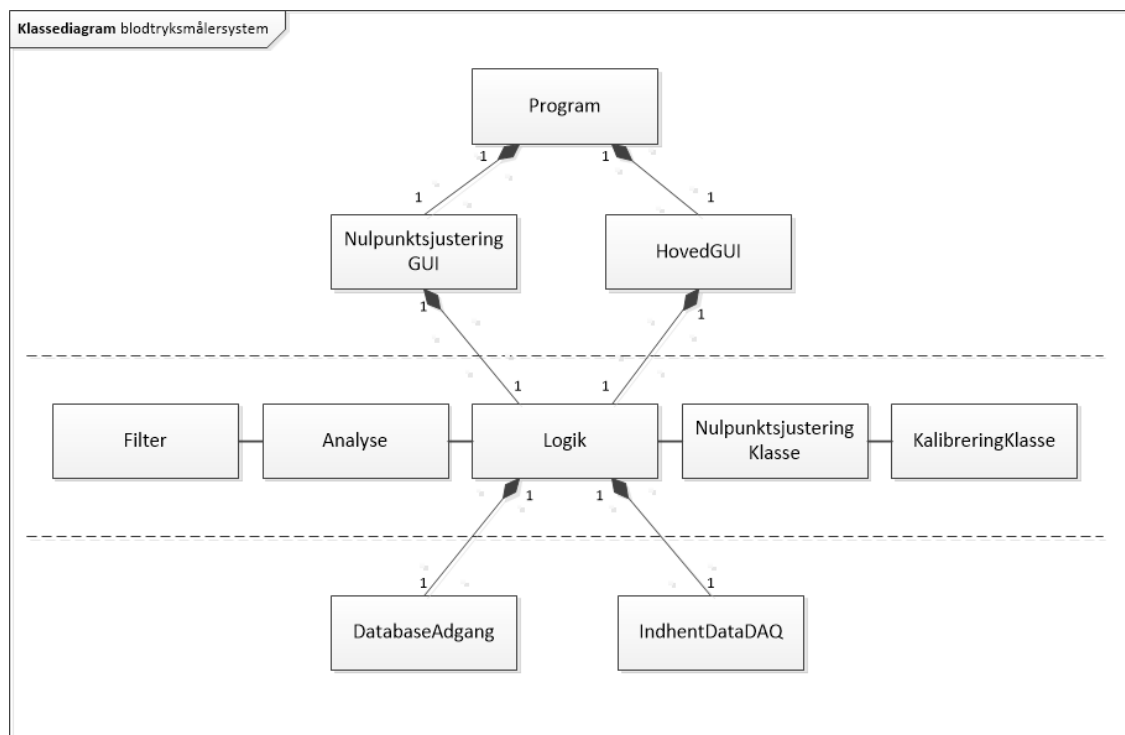 Klassediagram blodtryksmålersystem
Program
1 1
1 1
Nulpunktsjustering
GUI
HovedGUI
1 1
1 1
Filter
Analyse
Logik
Nulpunktsjustering
Klasse
KalibreringKlasse
1 1
1 1
DatabaseAdgang
IndhentDataDAQ